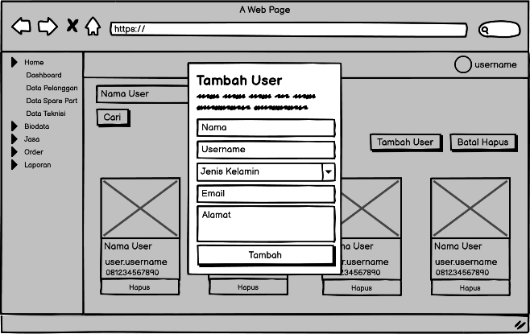 A Web Page
https://
username
Home
Dashboard
Data Pelanggan
Data Spare Part
Data Teknisi
Biodata
Jasa
Order
Laporan
Nama User
Cari
Tambah User
Batal Hapus
Tambah User
Nama
Username
Jenis Kelamin
Email
Alamat
Tambah
Nama User
user.username
081234567890
Hapus
Hapus
Nama User
user.username
081234567890
Hapus